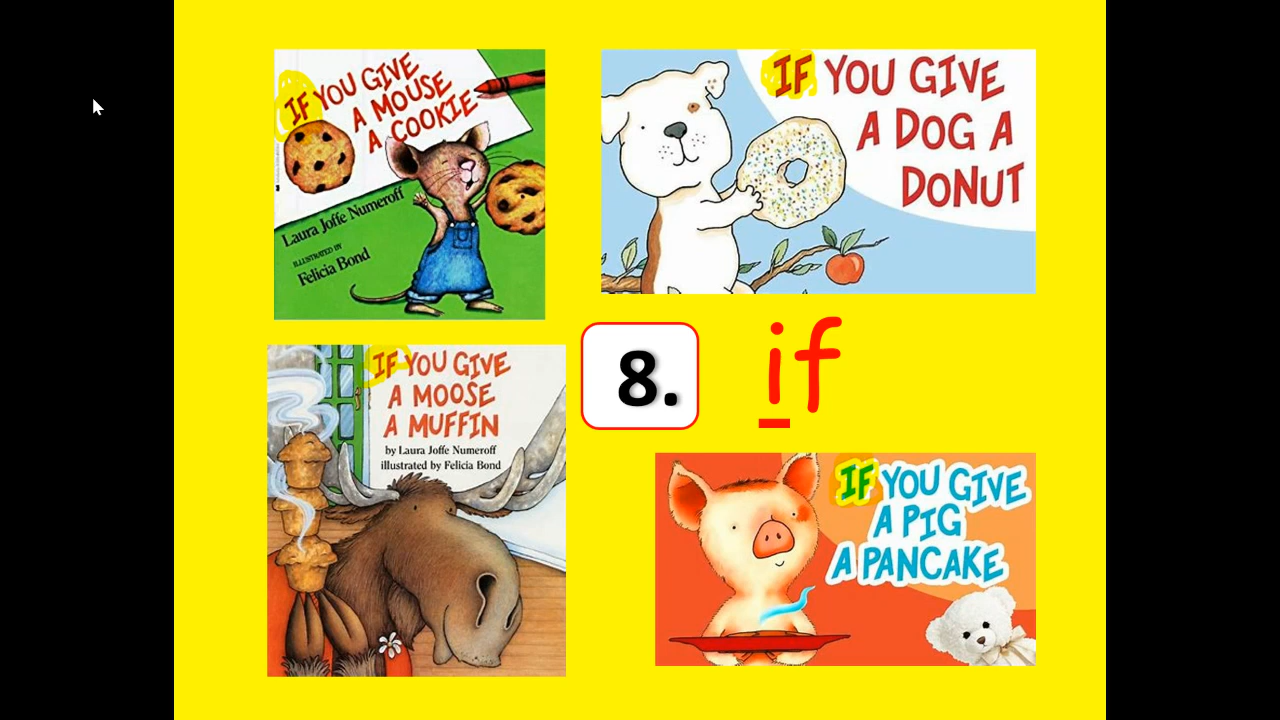 IF YOU GIVE
A MOUSE
A COOKIE
Laura Joffe Numeroff
ILLUSTRATED BY
Felicia Bond
IF YOU GIVE
A DOG A
DONUT
8. if
IF YOU GIVE
A MOOSE
A MUFFIN
by Laura Joffe Numeroff
illustrated by Felicia Bond
IF YOU GIVE
A PIG
A PANCAKE